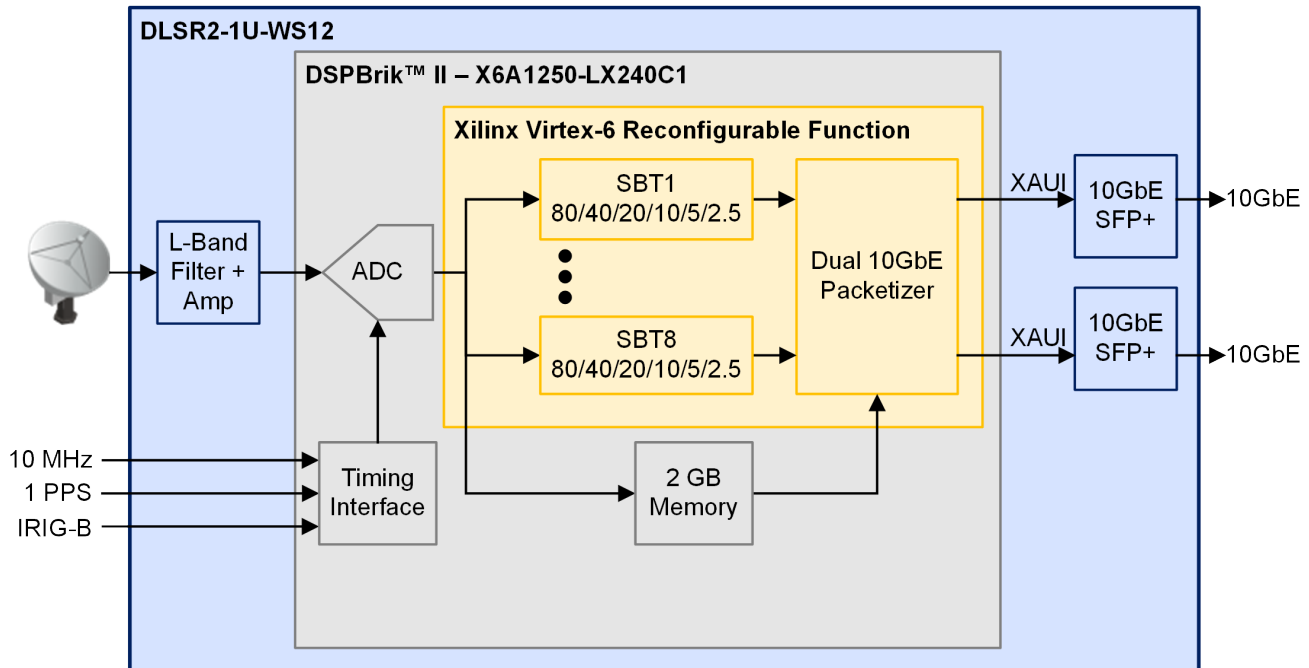 DLSR2-1U-WS12
DSPBrik™ II – X6A1250-LX240C1
Xilinx Virtex-6 Reconfigurable Function
L-Band
Filter +
Amp
ADC
SBT1
80/40/20/10/5/2.5
SBT8
80/40/20/10/5/2.5
Dual 10GbE
Packetizer
XAUI
10GbE
SFP+
10GbE
XAUI
10GbE
SFP+
10GbE
10 MHz
1 PPS
IRIG-B
Timing
Interface
2 GB
Memory